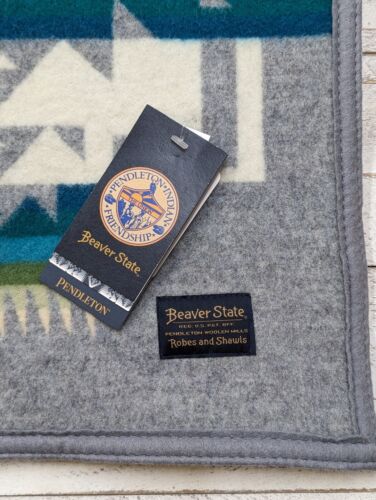 PENDLETON INDIAN
FRIENDSHIP
Beaver State®
PENDLETON®
Beaver State®
REG. U.S. PAT. OFF.
PENDLETON WOOLEN MILLS
Robes and Shawls